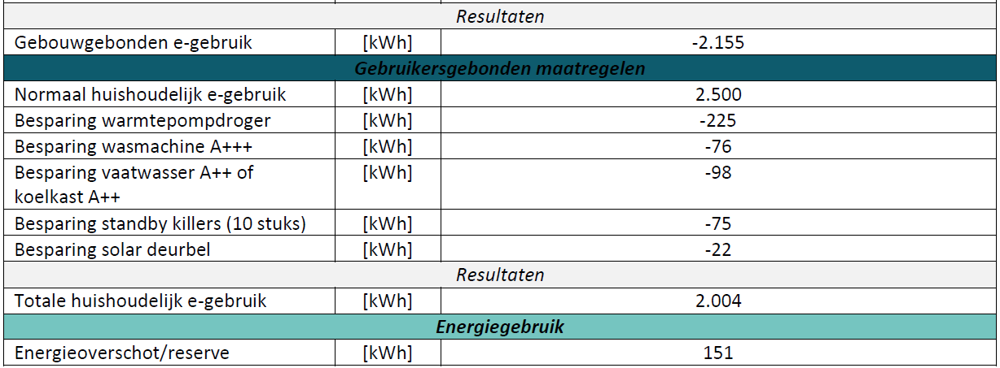 Resultaten
Gebouwgebonden e-gebruik [kWh] -2.155
Gebruikersgebonden maatregelen
Normaal huishoudelijk e-gebruik [kWh] 2.500
Besparing warmtepompdroger [kWh] -225
Besparing wasmachine A+++ [kWh] -76
Besparing vaatwasser A++ of [kWh] -98
koelkast A++
Besparing standby killers (10 stuks) [kWh] -75
Besparing solar deurbel [kWh] -22
Resultaten
Totale huishoudelijk e-gebruik [kWh] 2.004
Energiegebruik
Energieoverschot/reserve [kWh] 151